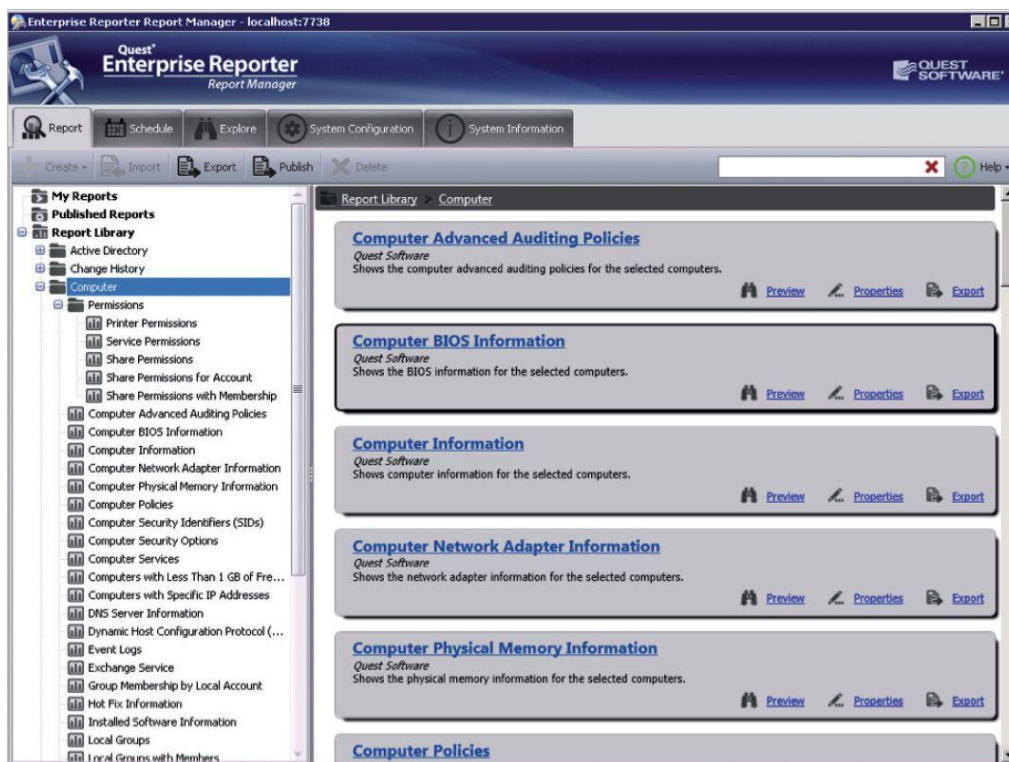 Enterprise Reporter Report Manager - localhost:7738
Quest®
Enterprise Reporter
Report Manager
QUEST
SOFTWARE®
Report
Schedule
Explore
System Configuration
System Information
Create
Import
Export
Publish
Delete
Help
My Reports
Published Reports
Report Library
Active Directory
Change History
Computer
Permissions
Printer Permissions
Service Permissions
Share Permissions
Share Permissions for Account
Share Permissions with Membership
Computer Advanced Auditing Policies
Computer BIOS Information
Computer Information
Computer Network Adapter Information
Computer Physical Memory Information
Computer Policies
Computer Security Identifiers (SIDs)
Computer Security Options
Computer Services
Computers with Less Than 1 GB of Fre...
Computers with Specific IP Addresses
DNS Server Information
Dynamic Host Configuration Protocol (...
Event Logs
Exchange Service
Group Membership by Local Account
Hot Fix Information
Installed Software Information
Local Groups
Local Groups with Members
Report Library > Computer
Computer Advanced Auditing Policies
Quest Software
Shows the computer advanced auditing policies for the selected computers.
Preview Properties Export
Computer BIOS Information
Quest Software
Shows the BIOS information for the selected computers.
Preview Properties Export
Computer Information
Quest Software
Shows computer information for the selected computers.
Preview Properties Export
Computer Network Adapter Information
Quest Software
Shows the network adapter information for the selected computers.
Preview Properties Export
Computer Physical Memory Information
Quest Software
Shows the physical memory information for the selected computers.
Preview Properties Export
Computer Policies